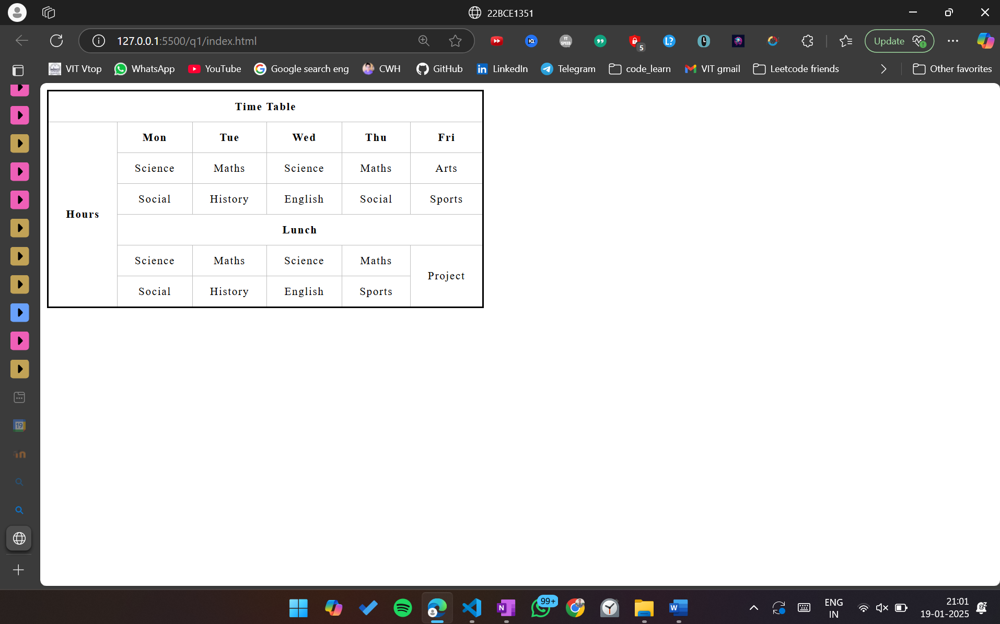 22BCE1351
127.0.0.1:5500/q1/index.html
YT SPEED
5
Update
VIT Vtop WhatsApp YouTube Google search eng CWH GitHub LinkedIn Telegram code_learn VIT gmail Leetcode friends Other favorites
Time Table
Mon Tue Wed Thu Fri
Science Maths Science Maths Arts
Social History English Social Sports
Hours
Lunch
Science Maths Science Maths
Project
Social History English Sports
19
99+
ENG
IN
21:01
19-01-2025